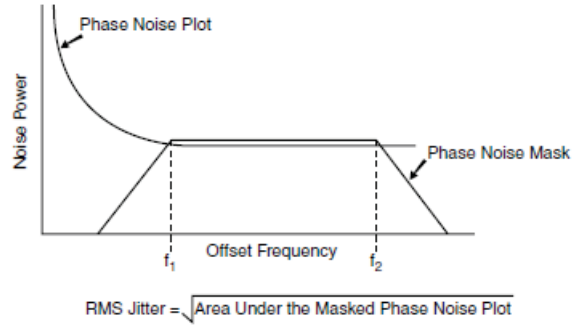 Phase Noise Plot
Noise Power
Phase Noise Mask
Offset Frequency
f₁
f₂
RMS Jitter = √Area Under the Masked Phase Noise Plot